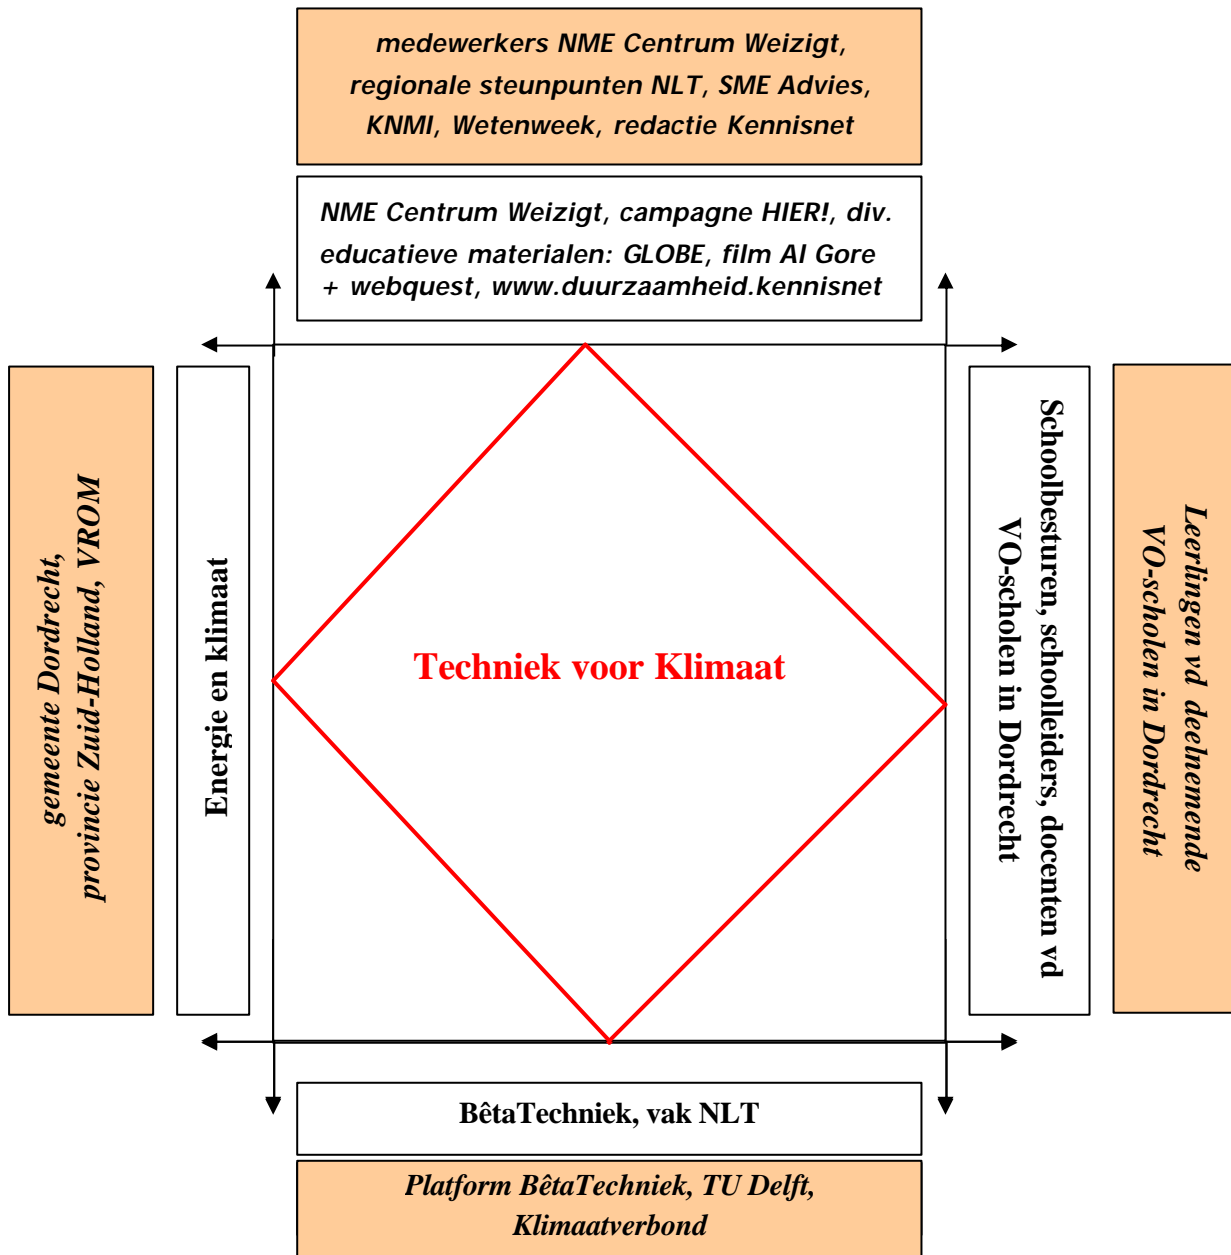 medewerkers NME Centrum Weizigt,
regionale steunpunten NLT, SME Advies,
KNMI, Wetenweek, redactie Kennisnet
NME Centrum Weizigt, campagne HIER!, div.
educatieve materialen: GLOBE, film Al Gore
+ webquest, www.duurzaamheid.kennisnet
gemeente Dordrecht,
provincie Zuid-Holland, VROM
Energie en klimaat
Techniek voor Klimaat
Schoolbesturen, schoolleiders, docenten vd
VO-scholen in Dordrecht
Leerlingen vd deelnemende
VO-scholen in Dordrecht
BêtaTechniek, vak NLT
Platform BêtaTechniek, TU Delft,
Klimaatverbond